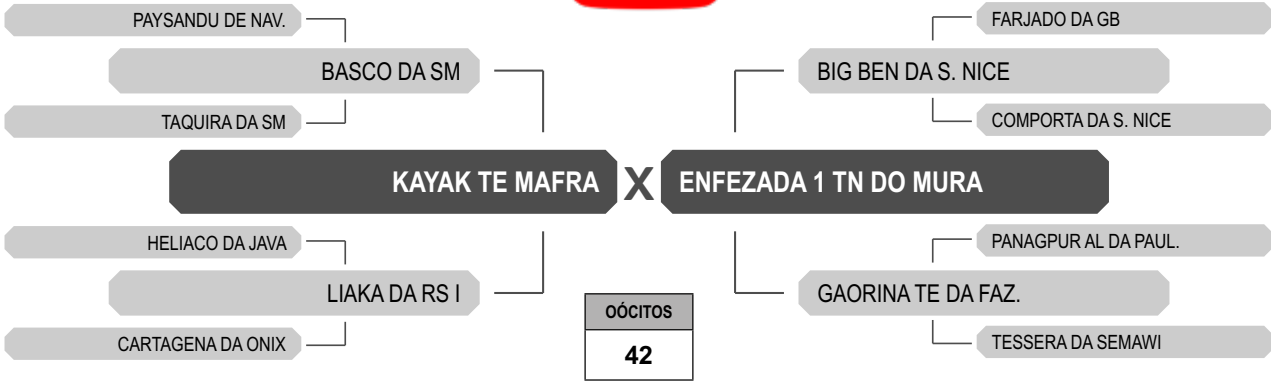 PAYSANDU DE NAV.
FARJADO DA GB
BASCO DA SM
BIG BEN DA S. NICE
TAQUIRA DA SM
COMPORTA DA S. NICE
KAYAK TE MAFRA X ENFEZADA 1 TN DO MURA
HELIACO DA JAVA
PANAGPUR AL DA PAUL.
LIAKA DA RS I
GAORINA TE DA FAZ.
OÓCITOS
CARTAGENA DA ONIX
TESSERA DA SEMAWI
42